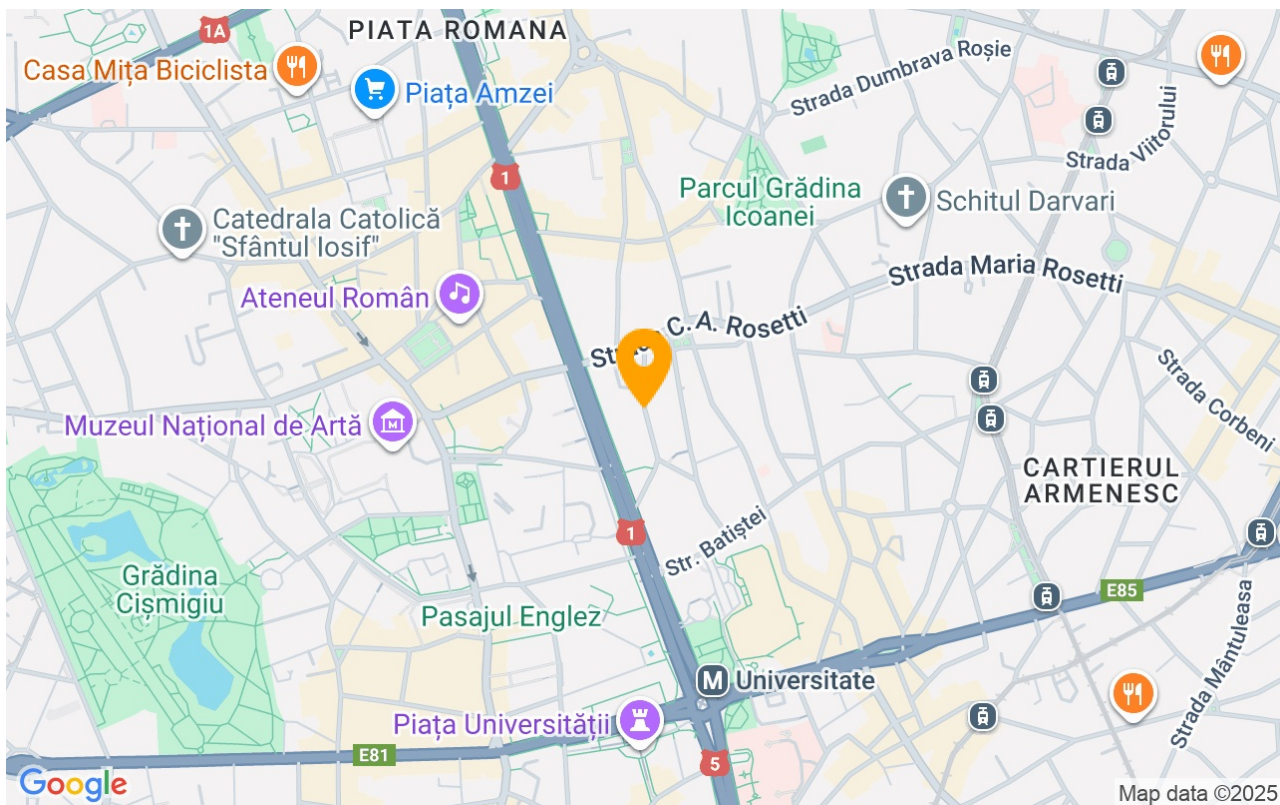 1A
PIATA ROMANA
Casa Mița Biciclista
Piața Amzei
Strada Dumbrava Roșie
Strada Viitorului
1
Parcul Grădina
Icoanei
Schitul Darvari
Catedrala Catolică
"Sfântul Iosif"
Ateneul Român
Strada Maria Rosetti
C. A. Rosetti
Strada Corbeni
Muzeul Național de Artă
M
CARTIERUL
ARMENESC
1
Str. Batiștei
Grădina
Cișmigiu
Pasajul Englez
E85
Strada Mântuleasa
M Universitate
Piața Universității
E81
5
Google
Map data ©2025